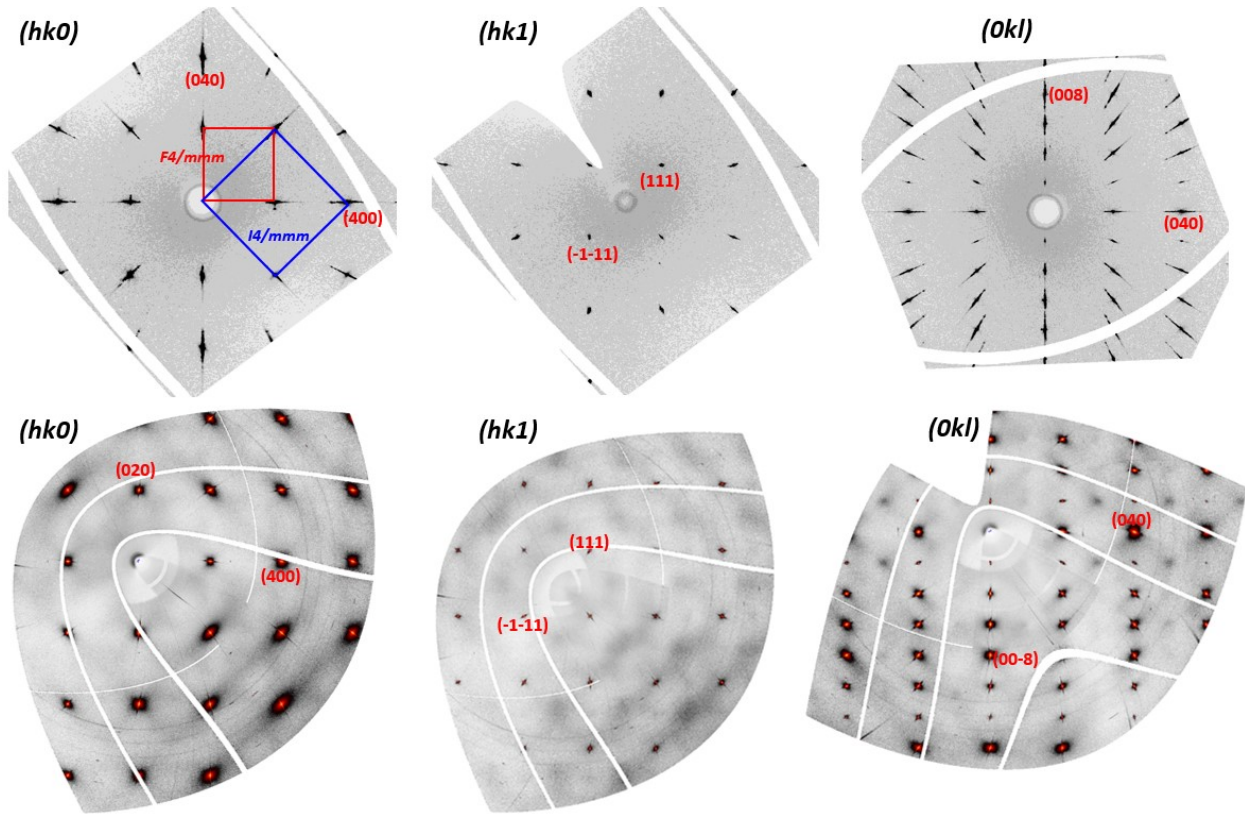 (hk0)
(040)
F4/mmm
I4/mmm
(400)
(hk1)
(111)
(-1-11)
(0kl)
(008)
(040)
(hk0)
(020)
(400)
(hk1)
(111)
(-1-11)
(0kl)
(040)
(00-8)